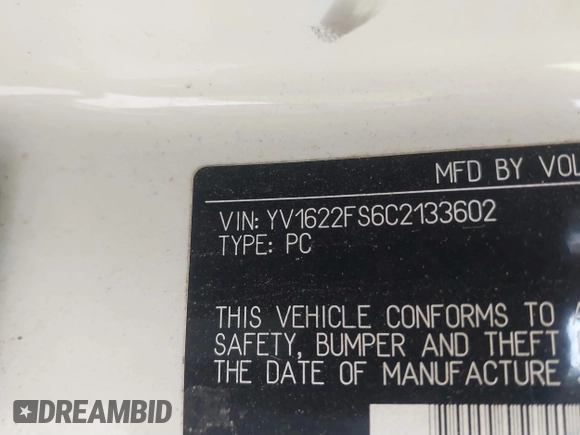 MFD BY VOL
VIN: YV1622FS6C2133602
TYPE: PC
THIS VEHICLE CONFORMS TO A
SAFETY, BUMPER AND THEFT
THE DATE OF MANUFACTURE
DREAMBID